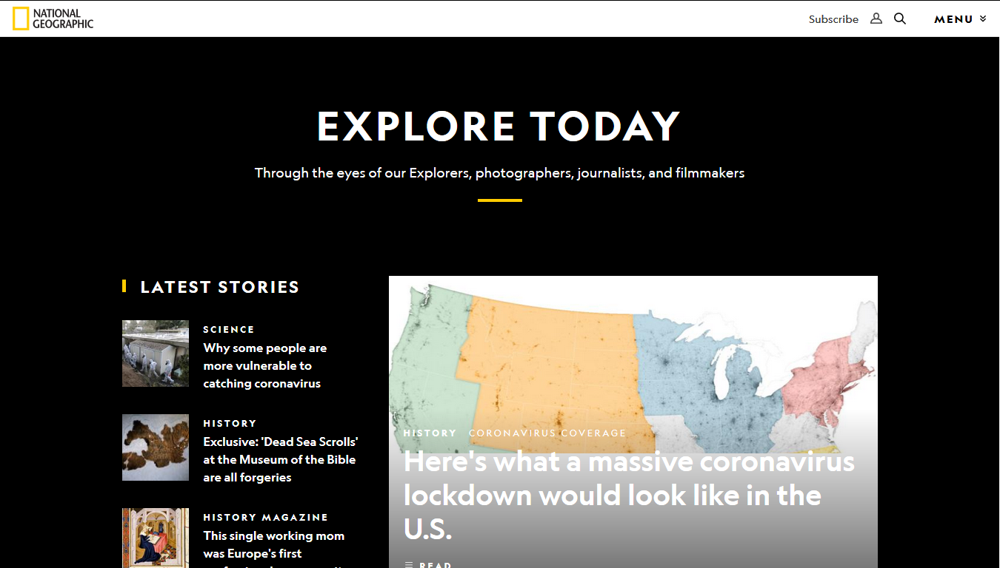 NATIONAL
GEOGRAPHIC
Subscribe
MENU
EXPLORE TODAY
Through the eyes of our Explorers, photographers, journalists, and filmmakers
LATEST STORIES
SCIENCE
Why some people are
more vulnerable to
catching coronavirus
HISTORY
Exclusive: 'Dead Sea Scrolls'
at the Museum of the Bible
are all forgeries
HISTORY MAGAZINE
This single working mom
was Europe's first
HISTORY CORONAVIRUS COVERAGE
Here's what a massive coronavirus
lockdown would look like in the
U.S.
READ